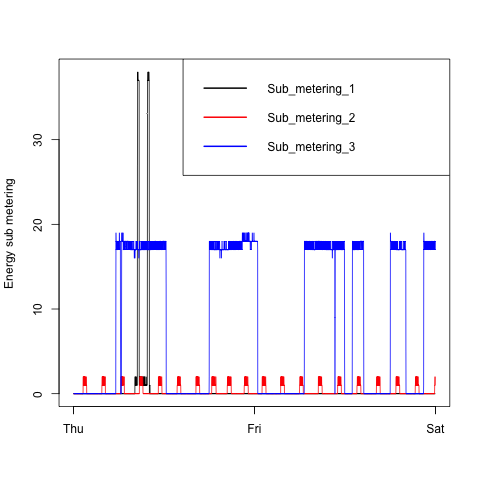 Sub_metering_1
Sub_metering_2
Sub_metering_3
Energy sub metering
30
20
10
0
Thu Fri Sat